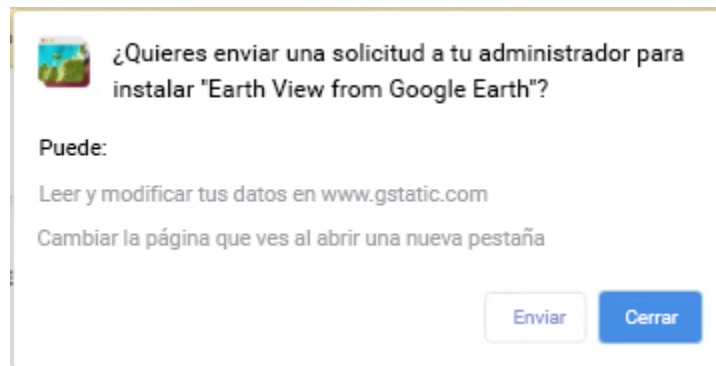 ¿Quieres enviar una solicitud a tu administrador para
instalar "Earth View from Google Earth"?
Puede:
Leer y modificar tus datos en www.gstatic.com
Cambiar la página que ves al abrir una nueva pestaña
Enviar
Cerrar